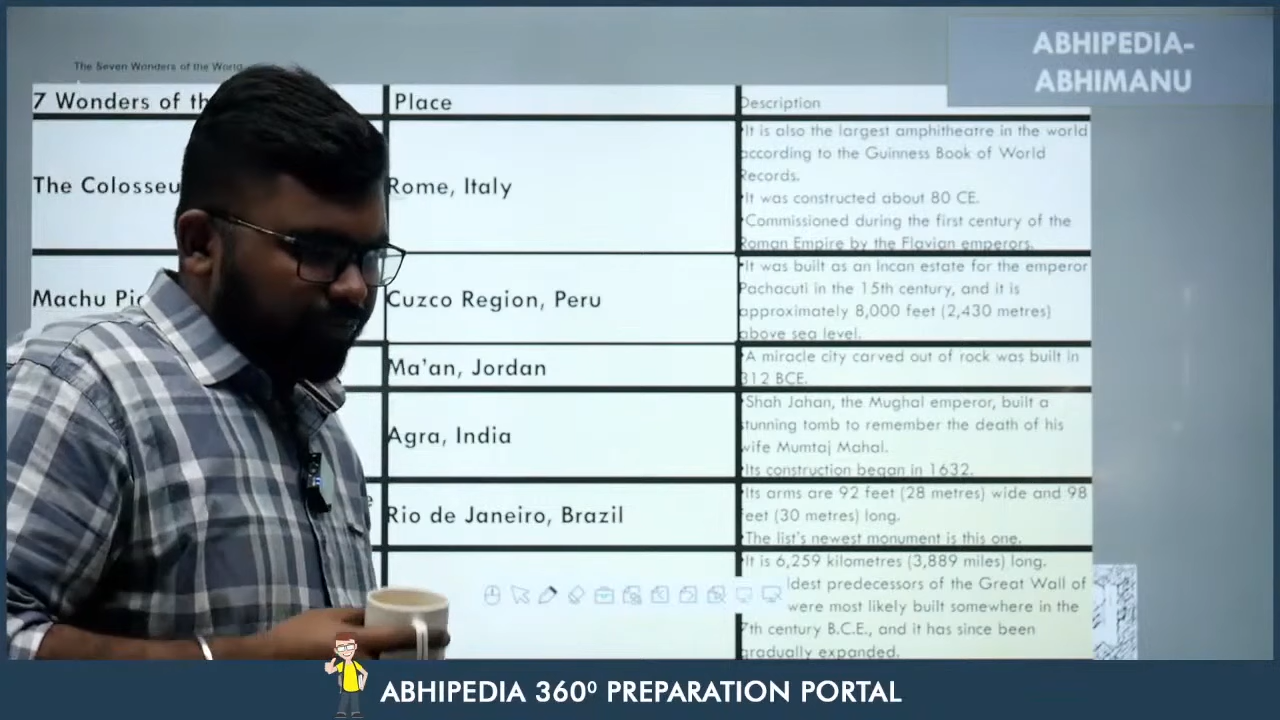 ABHIPEDIA-
ABHIMANU
The Seven Wonders of the World
7 Wonders of th
Place
Description
The Colosseu
Rome, Italy
•It is also the largest amphitheatre in the world
according to the Guinness Book of World
Records.
•It was constructed about 80 CE.
•Commissioned during the first century of the
Roman Empire by the Flavian emperors.
Machu Pic
Cuzco Region, Peru
•It was built as an Incan estate for the emperor
Pachacuti in the 15th century, and it is
approximately 8,000 feet (2,430 metres)
above sea level.
Ma'an, Jordan
•A miracle city carved out of rock was built in
312 BCE.
Agra, India
•Shah Jahan, the Mughal emperor, built a
stunning tomb to remember the death of his
wife Mumtaj Mahal.
•Its construction began in 1632.
e
Rio de Janeiro, Brazil
•Its arms are 92 feet (28 metres) wide and 98
feet (30 metres) long.
•The list's newest monument is this one.
•It is 6,259 kilometres (3,889 miles) long.
ldest predecessors of the Great Wall of
were most likely built somewhere in the
7th century B.C.E., and it has since been
gradually expanded.
ABHIPEDIA 360⁰ PREPARATION PORTAL